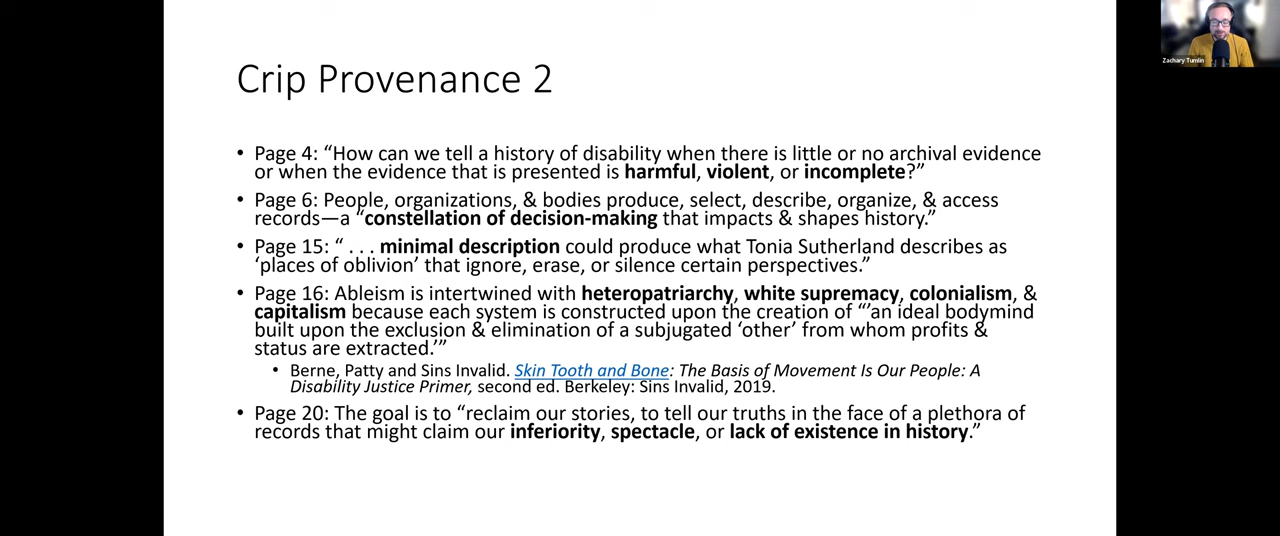 Crip Provenance 2
Zachary Tumlin
• Page 4: “How can we tell a history of disability when there is little or no archival evidence
or when the evidence that is presented is harmful, violent, or incomplete?”
• Page 6: People, organizations, & bodies produce, select, describe, organize, & access
records—a “constellation of decision-making that impacts & shapes history.”
• Page 15: “ . . . minimal description could produce what Tonia Sutherland describes as
‘places of oblivion’ that ignore, erase, or silence certain perspectives.”
• Page 16: Ableism is intertwined with heteropatriarchy, white supremacy, colonialism, &
capitalism because each system is constructed upon the creation of “‘an ideal bodymind
built upon the exclusion & elimination of a subjugated ‘other’ from whom profits &
status are extracted.’”
• Berne, Patty and Sins Invalid. Skin Tooth and Bone: The Basis of Movement Is Our People: A
Disability Justice Primer, second ed. Berkeley: Sins Invalid, 2019.
• Page 20: The goal is to “reclaim our stories, to tell our truths in the face of a plethora of
records that might claim our inferiority, spectacle, or lack of existence in history.”